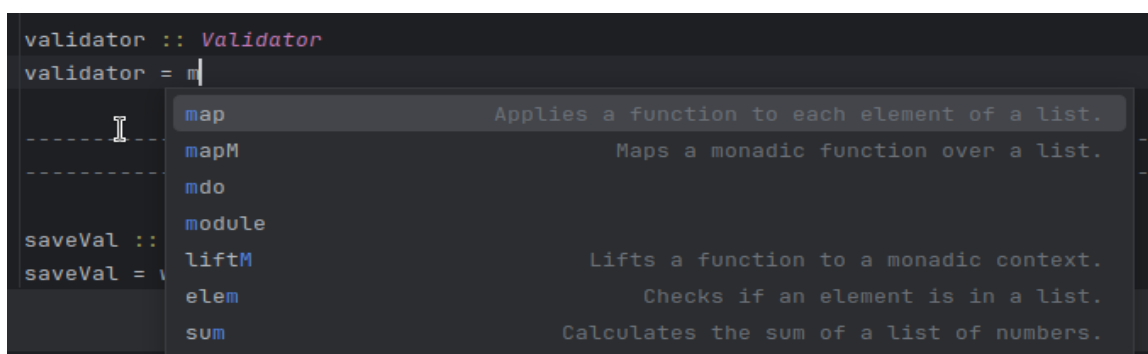 validator :: Validator
validator = m
map Applies a function to each element of a list.
mapM Maps a monadic function over a list.
mdo
module
saveVal ::
liftM Lifts a function to a monadic context.
saveVal =
elem Checks if an element is in a list.
sum Calculates the sum of a list of numbers.